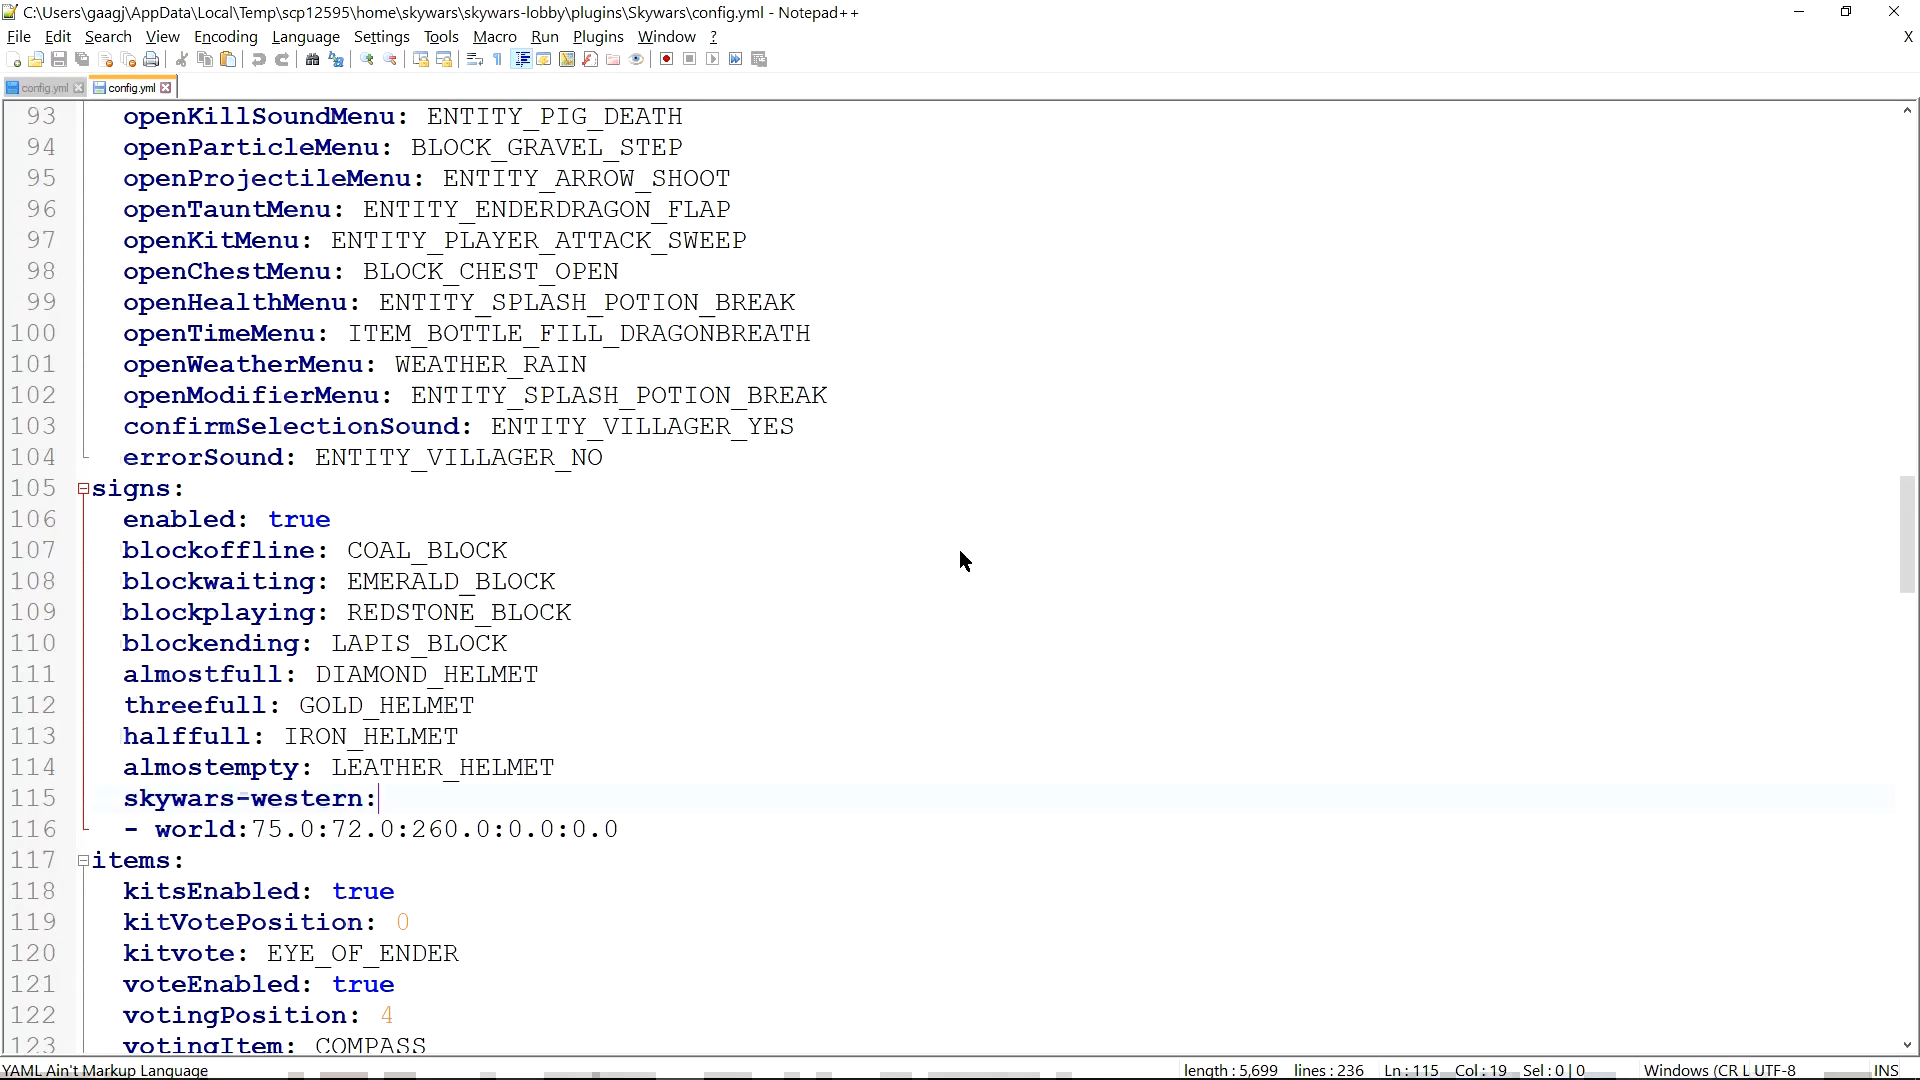 C:\Users\gaagj\AppData\Local\Temp\scp12595\home\skywars\skywars-lobby\plugins\Skywars\config.yml - Notepad++
File Edit Search View Encoding Language Settings Tools Macro Run Plugins Window ? X
config.yml config.yml
93 openKillSoundMenu: ENTITY_PIG_DEATH
94 openParticleMenu: BLOCK_GRAVEL_STEP
95 openProjectileMenu: ENTITY_ARROW_SHOOT
96 openTauntMenu: ENTITY_ENDERDRAGON_FLAP
97 openKitMenu: ENTITY_PLAYER_ATTACK_SWEEP
98 openChestMenu: BLOCK_CHEST_OPEN
99 openHealthMenu: ENTITY_SPLASH_POTION_BREAK
100 openTimeMenu: ITEM_BOTTLE_FILL_DRAGONBREATH
101 openWeatherMenu: WEATHER_RAIN
102 openModifierMenu: ENTITY_SPLASH_POTION_BREAK
103 confirmSelectionSound: ENTITY_VILLAGER_YES
104 errorSound: ENTITY_VILLAGER_NO
105 signs:
106 enabled: true
107 blockoffline: COAL_BLOCK
108 blockwaiting: EMERALD_BLOCK
109 blockplaying: REDSTONE_BLOCK
110 blockending: LAPIS_BLOCK
111 almostfull: DIAMOND_HELMET
112 threefull: GOLD_HELMET
113 halffull: IRON_HELMET
114 almostempty: LEATHER_HELMET
115 skywars-western:
116 - world:75.0:72.0:260.0:0.0:0.0
117 items:
118 kitsEnabled: true
119 kitVotePosition: 0
120 kitvote: EYE_OF_ENDER
121 voteEnabled: true
122 votingPosition: 4
123 votingItem: COMPASS
YAML Ain't Markup Language length : 5,699 lines : 236 Ln : 115 Col : 19 Sel : 0 | 0 Windows (CR L UTF-8 INS